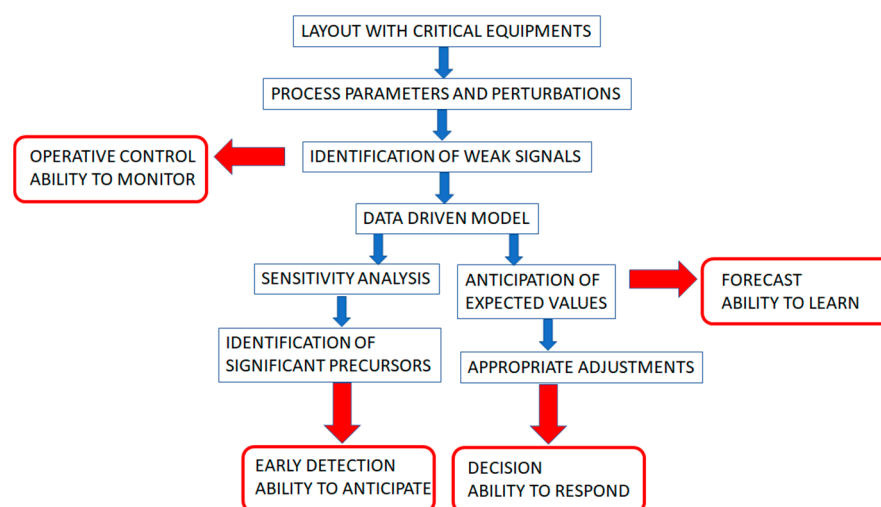 LAYOUT WITH CRITICAL EQUIPMENTS
PROCESS PARAMETERS AND PERTURBATIONS
OPERATIVE CONTROL
ABILITY TO MONITOR
IDENTIFICATION OF WEAK SIGNALS
DATA DRIVEN MODEL
SENSITIVITY ANALYSIS
ANTICIPATION OF
EXPECTED VALUES
FORECAST
ABILITY TO LEARN
IDENTIFICATION OF
SIGNIFICANT PRECURSORS
APPROPRIATE ADJUSTMENTS
EARLY DETECTION
ABILITY TO ANTICIPATE
DECISION
ABILITY TO RESPOND